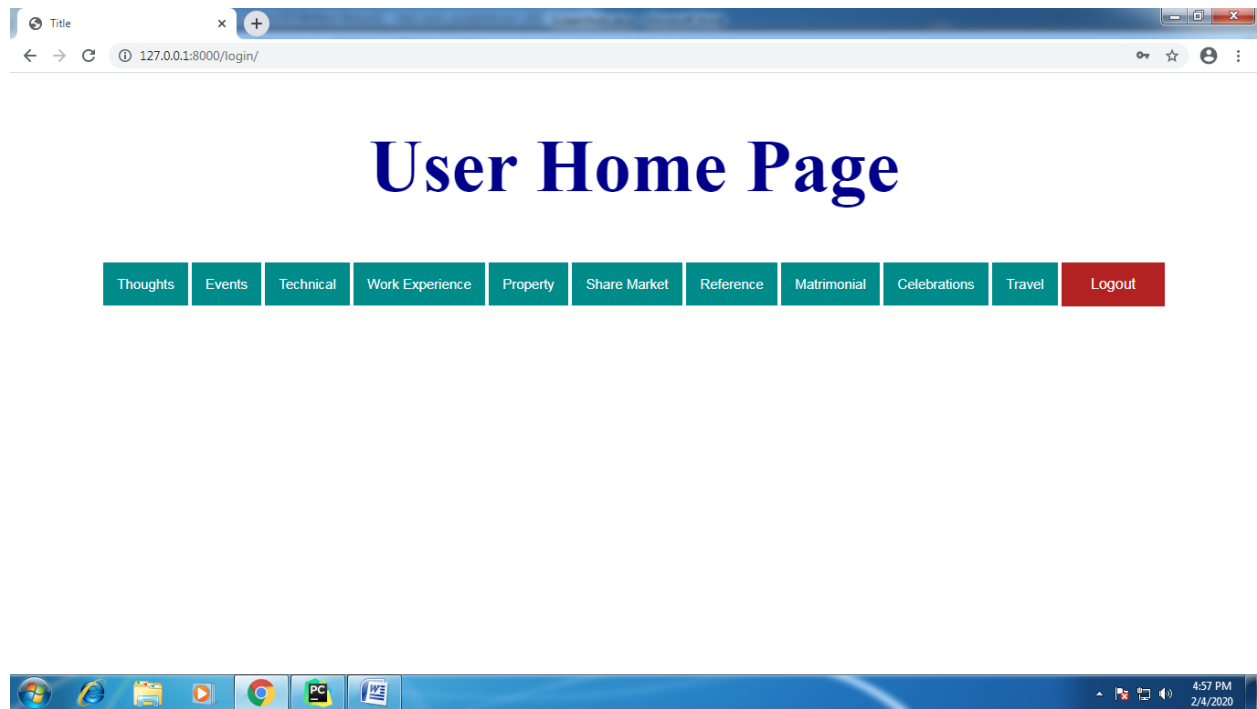 Title
127.0.0.1:8000/login/
User Home Page
Thoughts Events Technical Work Experience Property Share Market Reference Matrimonial Celebrations Travel Logout
PC
W
4:57 PM
2/4/2020